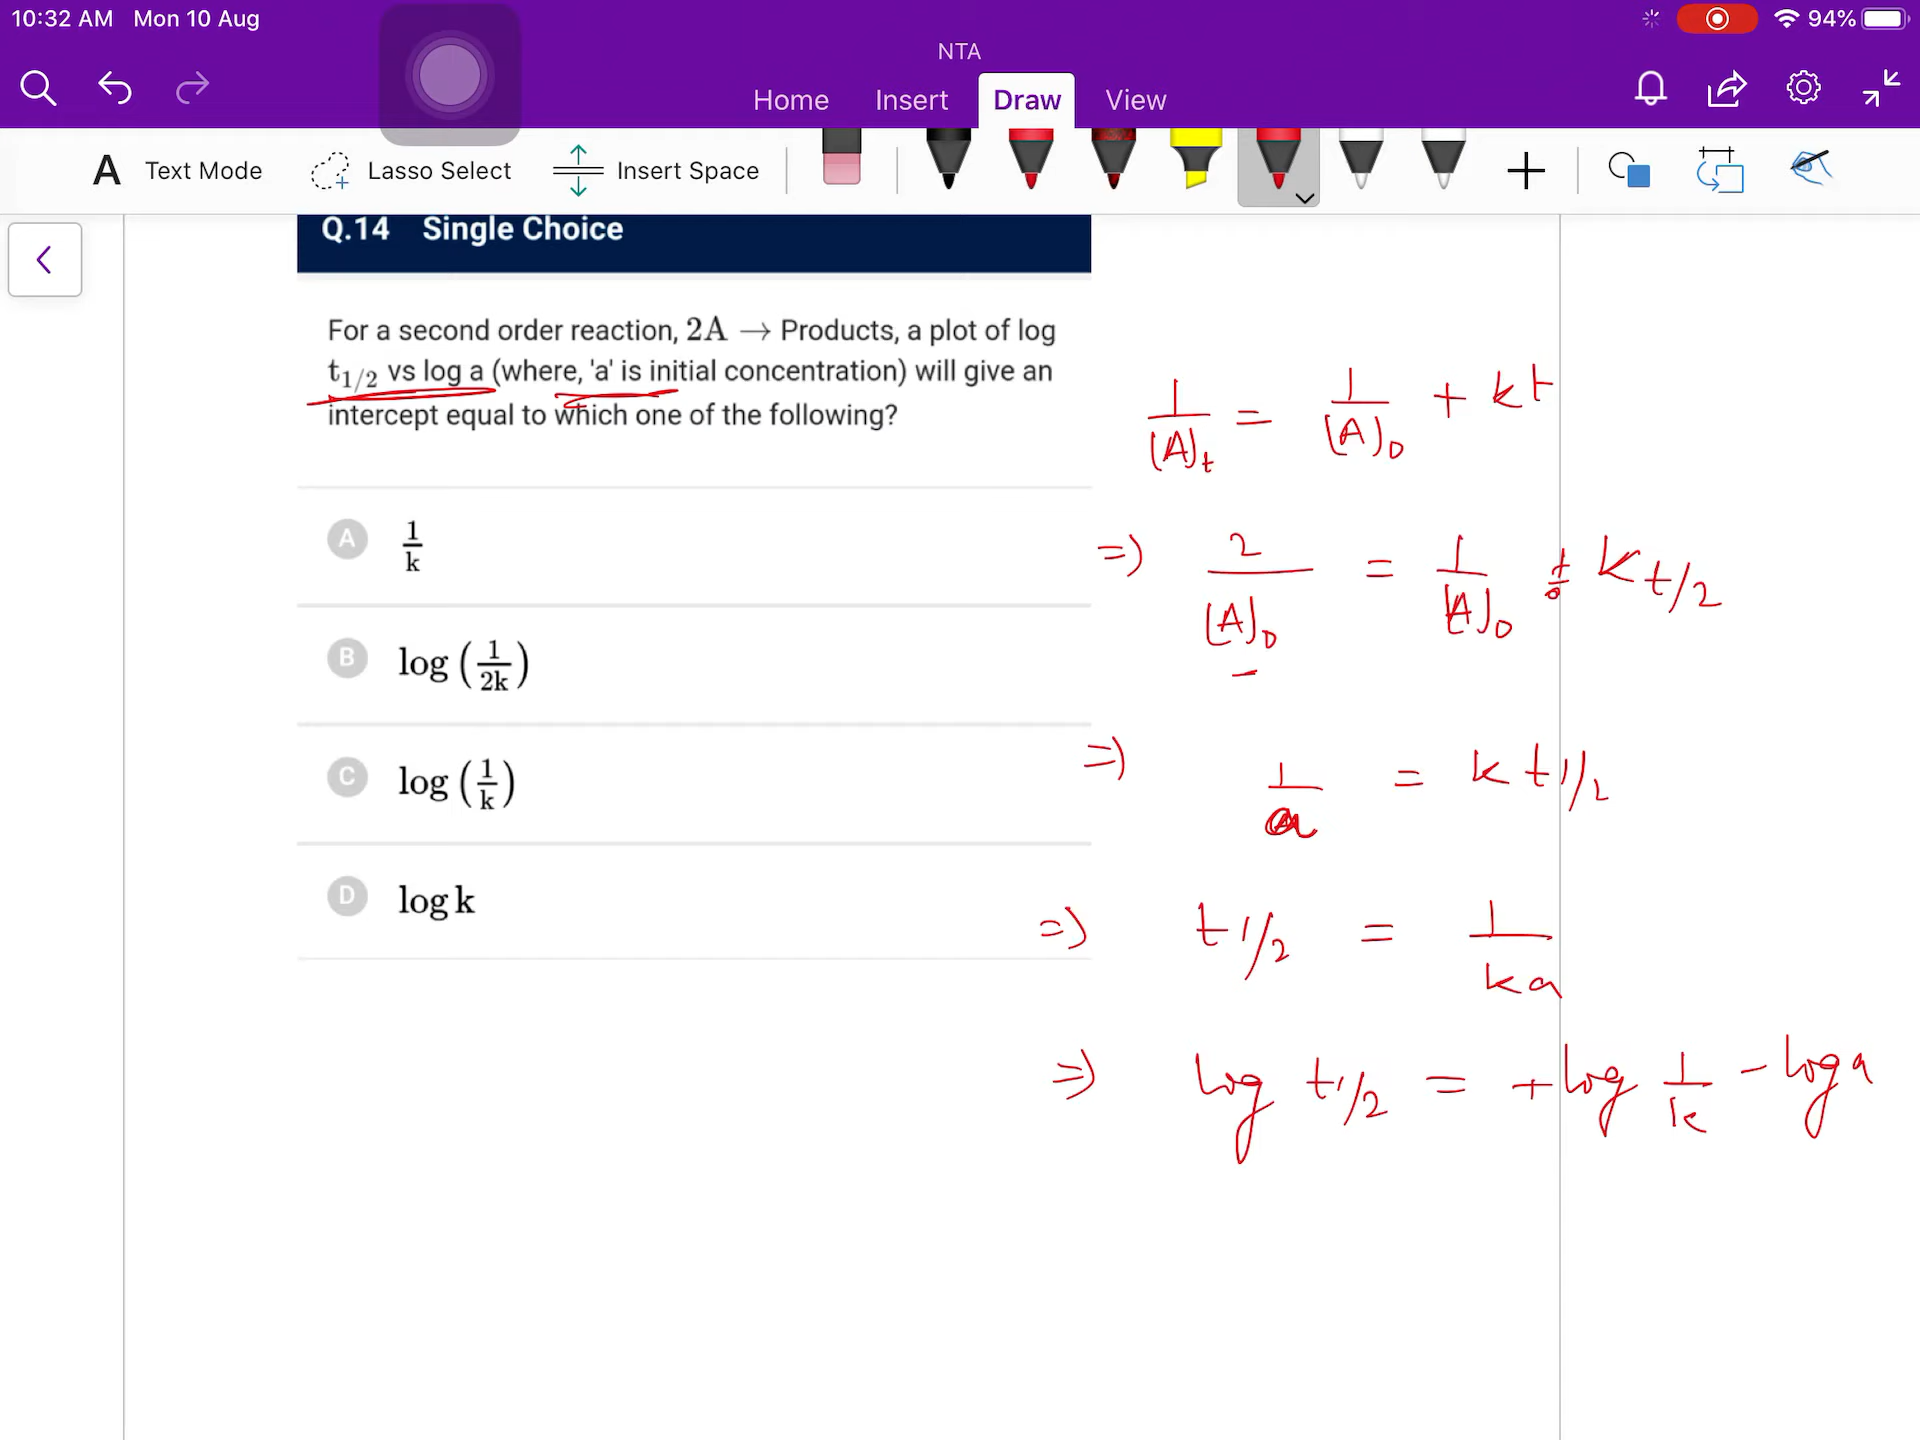 10:32 AM Mon 10 Aug
94%
NTA
Home Insert Draw View
A Text Mode Lasso Select Insert Space
Q.14 Single Choice
For a second order reaction, 2A → Products, a plot of log
t1/2 vs log a (where, 'a' is initial concentration) will give an
intercept equal to which one of the following?
A 1/k
B log (1/2k)
C log (1/k)
D log k
1/[A]t = 1/[A]0 + kt
=) 2/[A]0 = 1/[A]0 + k t/2
=) 1/a = k t1/2
=) t1/2 = 1/ka
=) log t1/2 = + log 1/k - log a